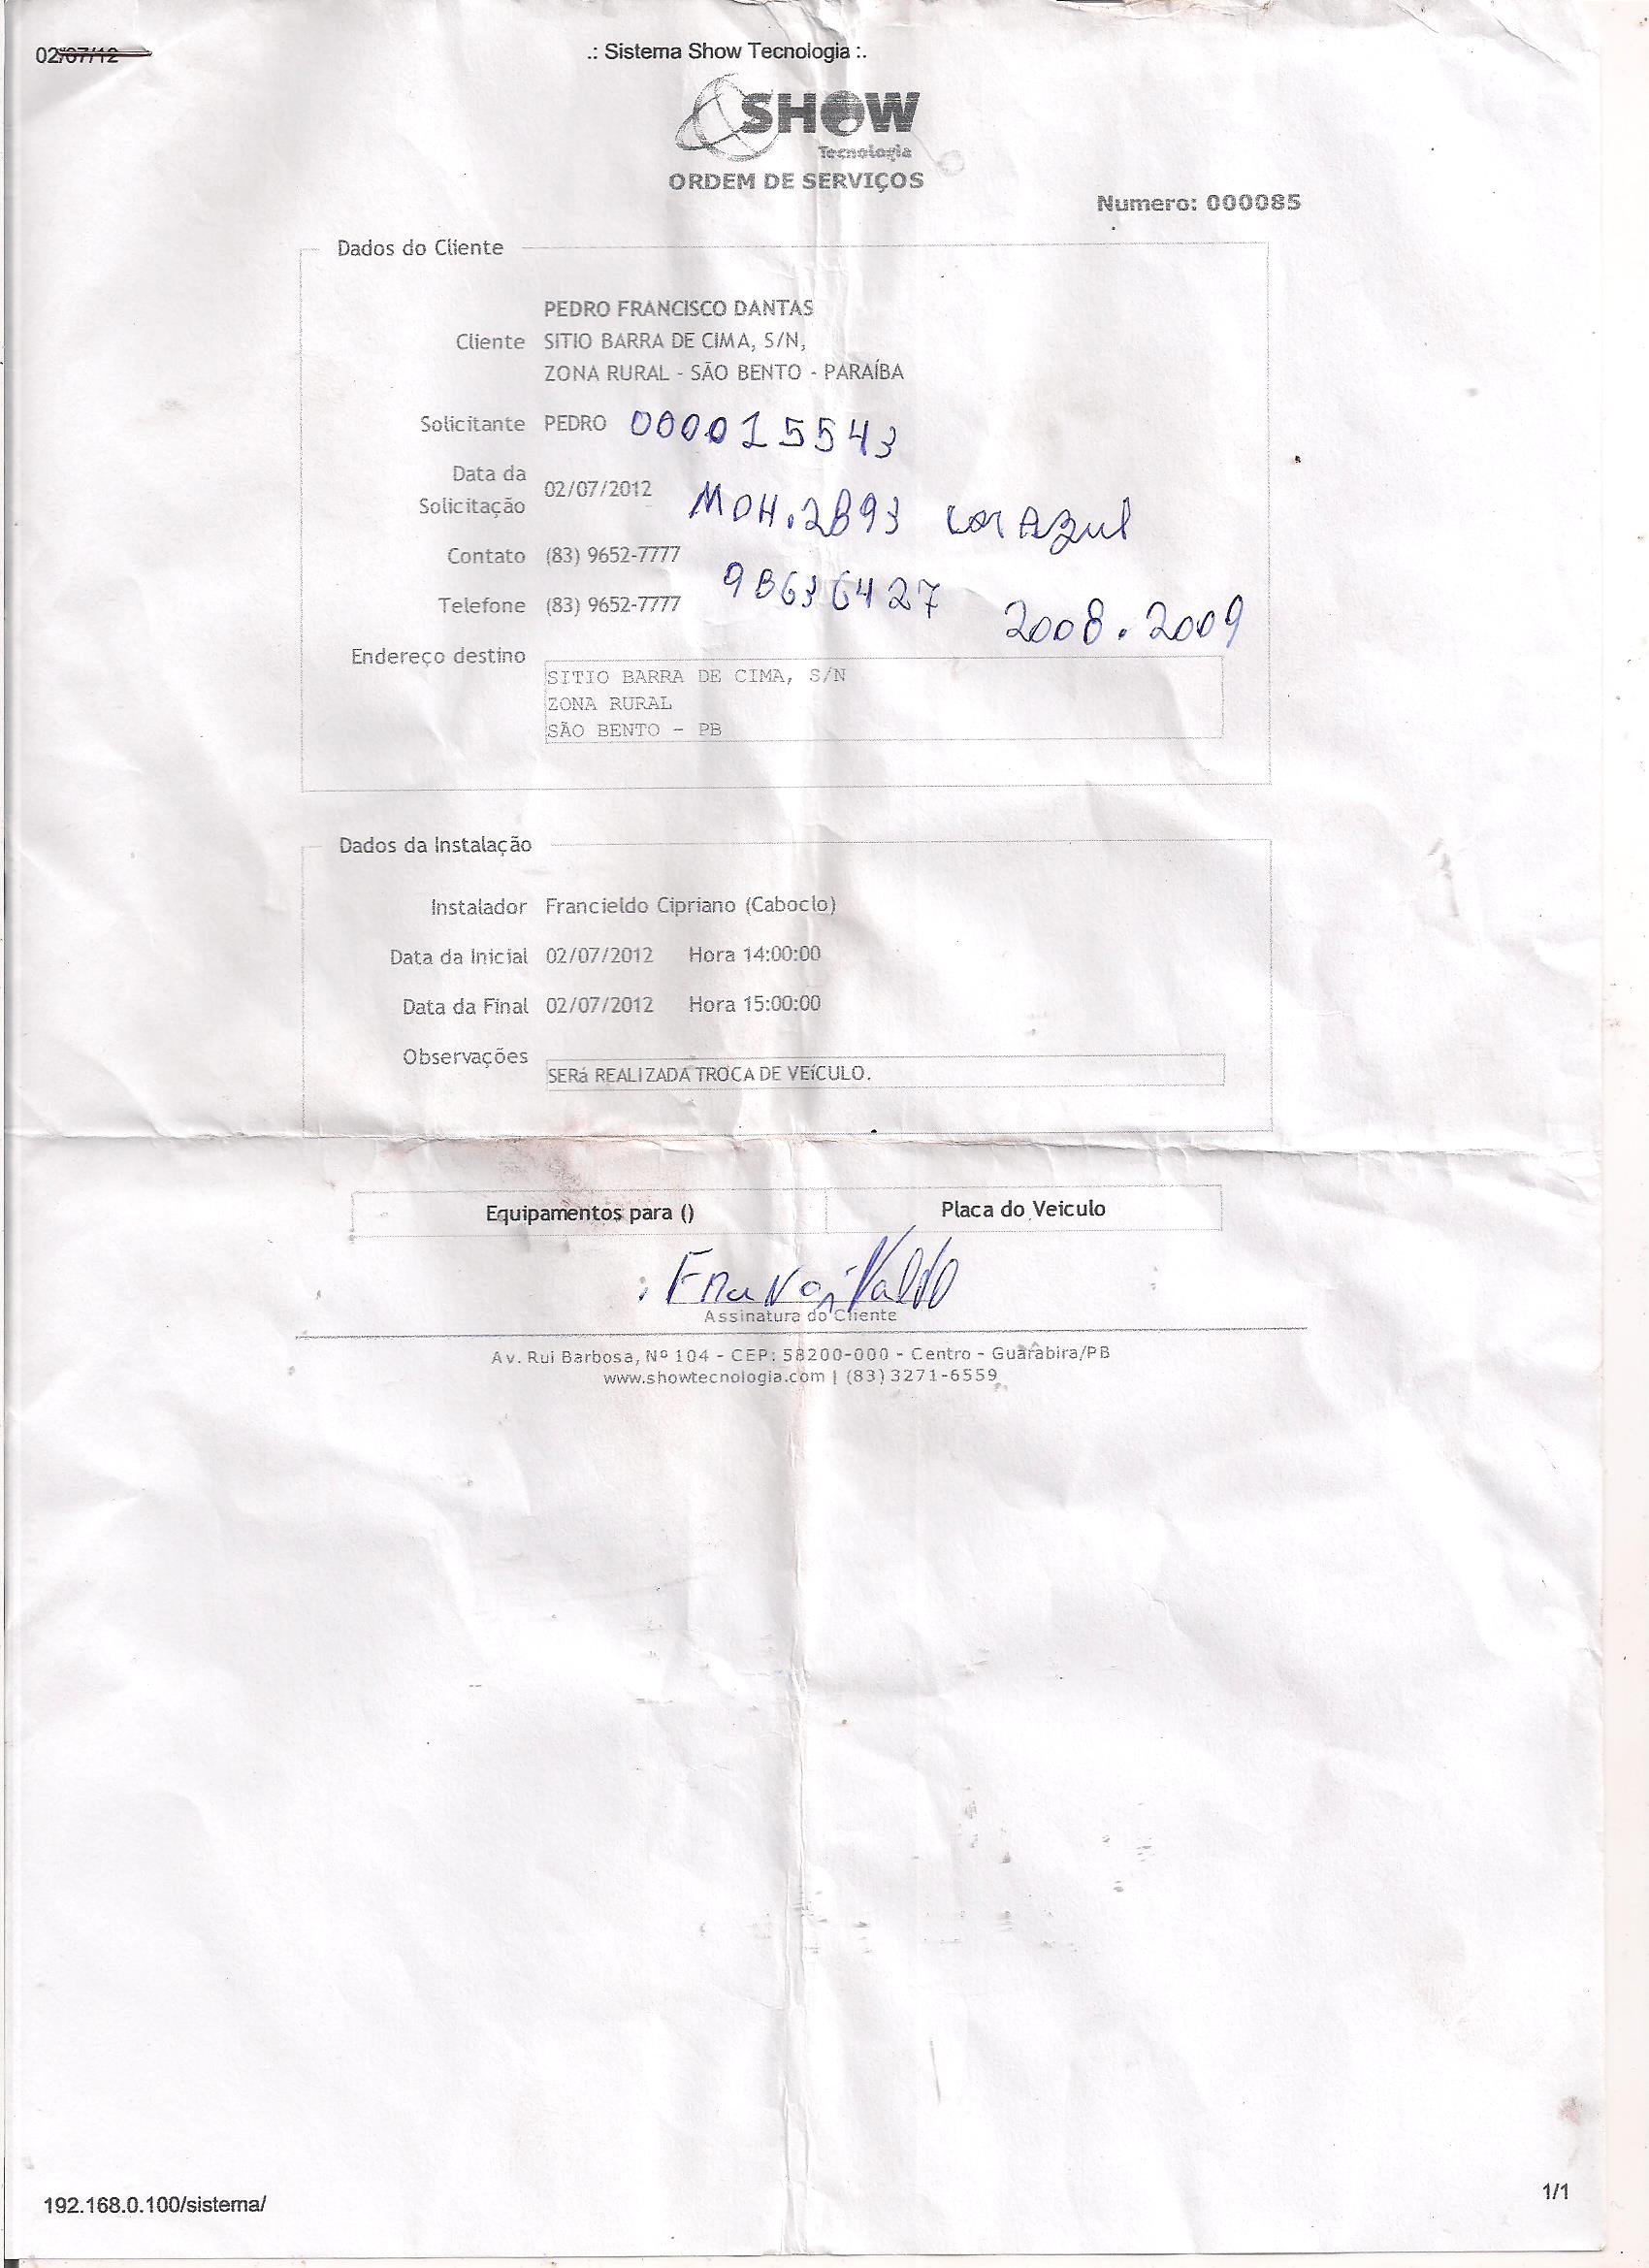 02/07/12
.: Sistema Show Tecnologia :.
SHOW
Tecnologia
ORDEM DE SERVIÇOS
Numero: 000085
Dados do Cliente
PEDRO FRANCISCO DANTAS
Cliente SITIO BARRA DE CIMA, S/N,
ZONA RURAL - SÃO BENTO - PARAÍBA
Solicitante PEDRO 000015543
Data da
Solicitação 02/07/2012 MOH.2893 cor Azul
Contato (83) 9652-7777
98636427
Telefone (83) 9652-7777
2008.2009
Endereço destino
SITIO BARRA DE CIMA, S/N
ZONA RURAL
SÃO BENTO - PB
Dados da Instalação
Instalador Francieldo Cipriano (Caboclo)
Data da Inicial 02/07/2012 Hora 14:00:00
Data da Final 02/07/2012 Hora 15:00:00
Observações
SERá REALIZADA TROCA DE VEíCULO.
Equipamentos para () Placa do Veiculo
Assinatura do Cliente
Av. Rui Barbosa, Nº 104 - CEP: 58200-000 - Centro - Guarabira/PB
www.showtecnologia.com | (83) 3271-6559
192.168.0.100/sistema/
1/1